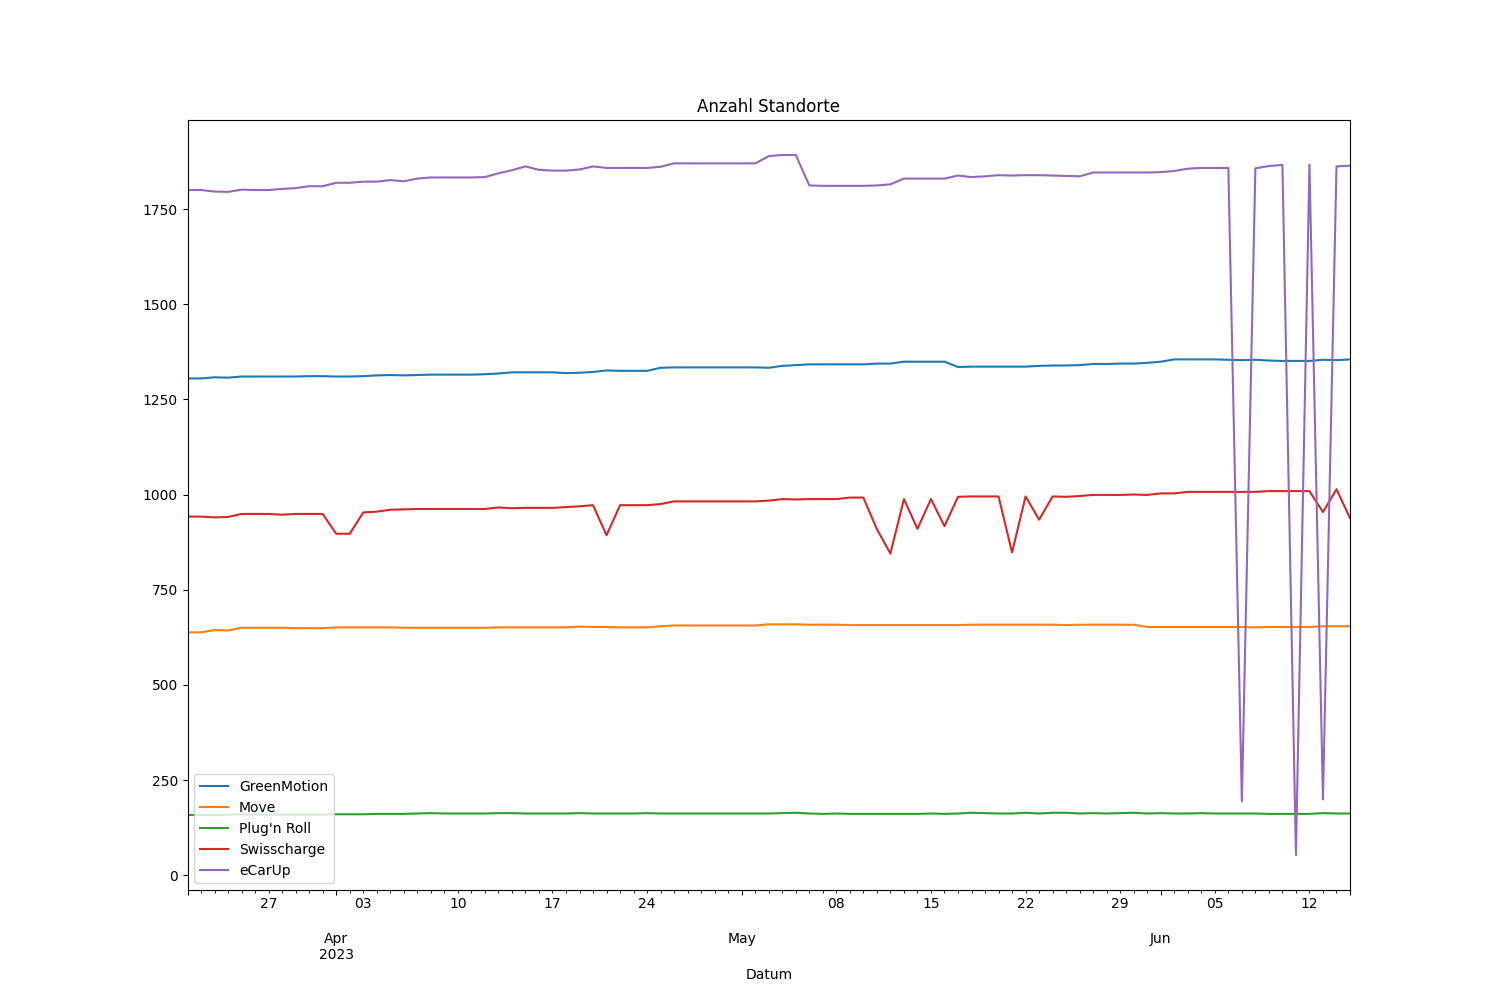 Anzahl Standorte
1750
1500
1250
1000
750
500
250
0
GreenMotion
Move
Plug'n Roll
Swisscharge
eCarUp
27 03 10 17 24 08 15 22 29 05 12
Apr May Jun
2023
Datum